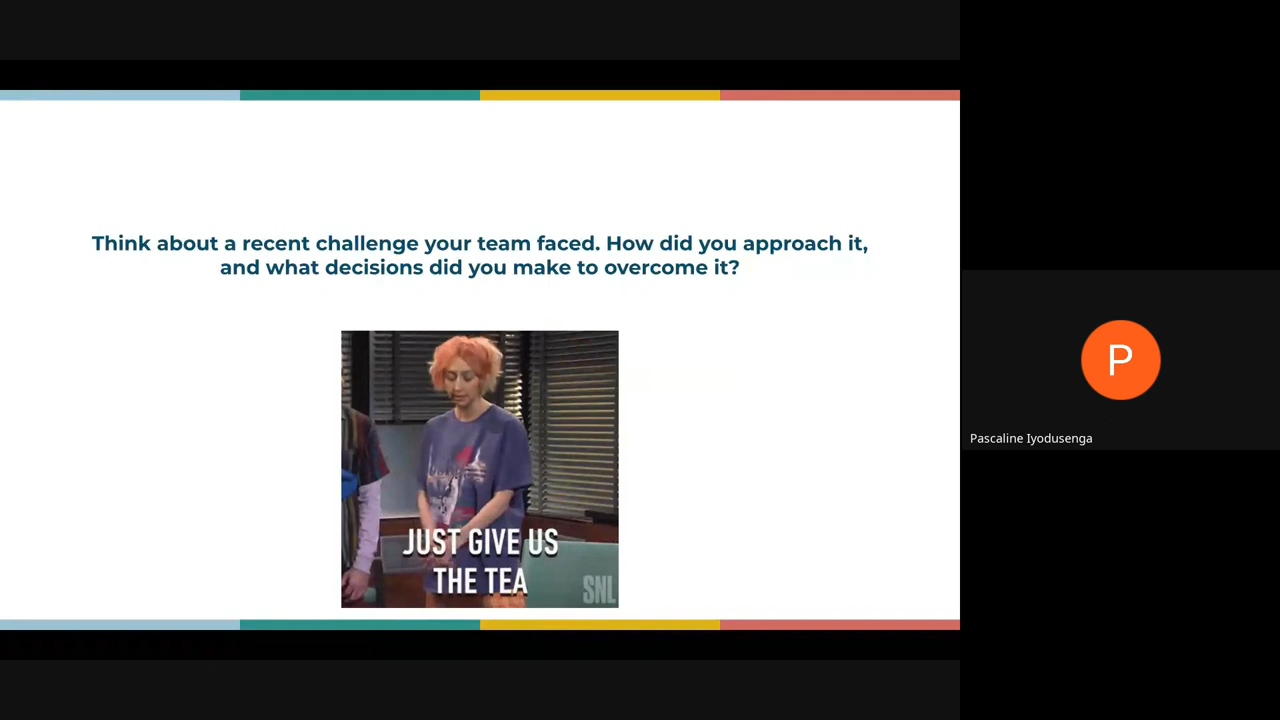 Think about a recent challenge your team faced. How did you approach it,
and what decisions did you make to overcome it?
JUST GIVE US
THE TEA
SNL
P
Pascaline Iyodusenga